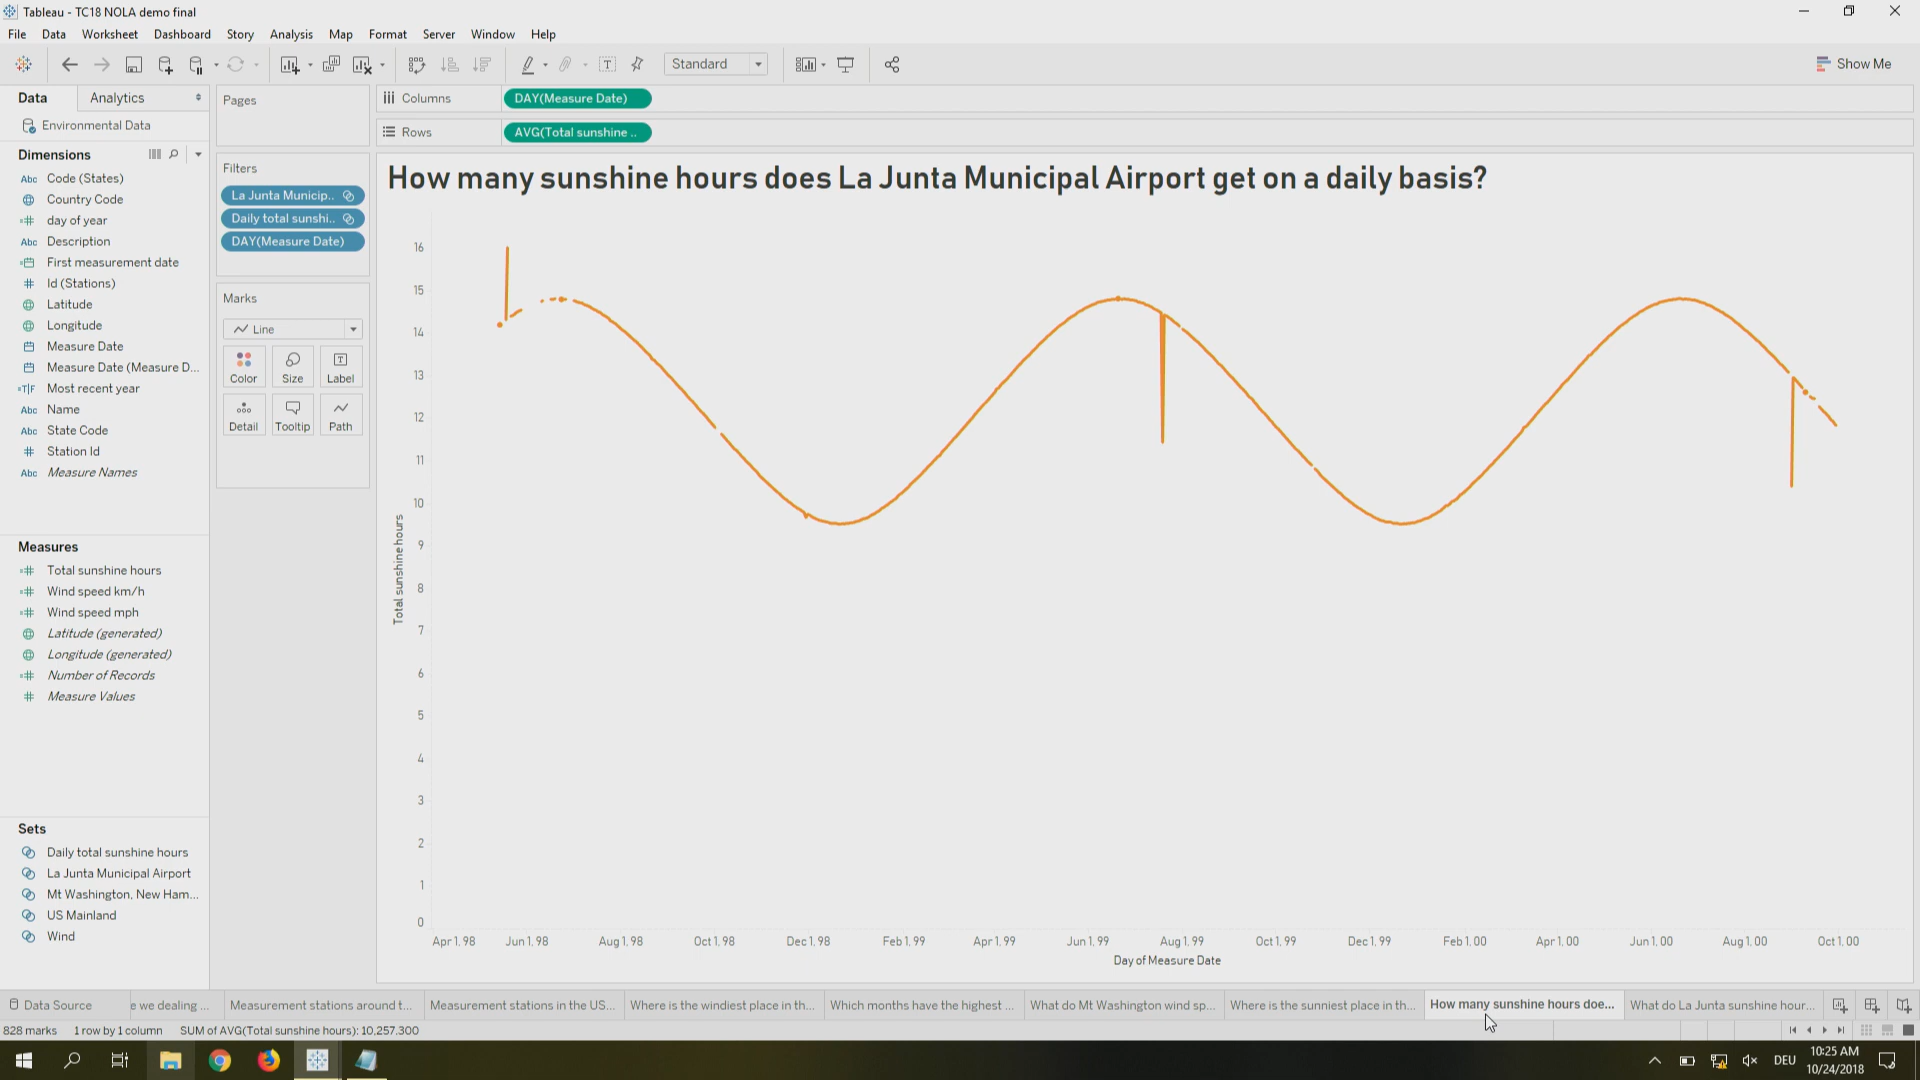 Tableau - TC18 NOLA demo final
File Data Worksheet Dashboard Story Analysis Map Format Server Window Help
Standard
Show Me
Data
Analytics
Environmental Data
Dimensions
Abc Code (States)
Country Code
day of year
Abc Description
First measurement date
Id (Stations)
Latitude
Longitude
Measure Date
Measure Date (Measure D...
Most recent year
Abc Name
Abc State Code
Station Id
Abc Measure Names
Measures
Total sunshine hours
Wind speed km/h
Wind speed mph
Latitude (generated)
Longitude (generated)
Number of Records
Measure Values
Sets
Daily total sunshine hours
La Junta Municipal Airport
Mt Washington, New Ham...
US Mainland
Wind
Pages
Filters
La Junta Municip..
Daily total sunshi..
DAY(Measure Date)
Marks
Line
Color
Size
Label
Detail
Tooltip
Path
Columns
DAY(Measure Date)
Rows
AVG(Total sunshine ..
How many sunshine hours does La Junta Municipal Airport get on a daily basis?
16
15
14
13
12
11
10
9
8
7
6
5
4
3
2
1
0
Total sunshine hours
Apr 1, 98
Jun 1, 98
Aug 1, 98
Oct 1, 98
Dec 1, 98
Feb 1, 99
Apr 1, 99
Jun 1, 99
Aug 1, 99
Oct 1, 99
Dec 1, 99
Feb 1, 00
Apr 1, 00
Jun 1, 00
Aug 1, 00
Oct 1, 00
Day of Measure Date
Data Source
e we dealing ...
Measurement stations around t...
Measurement stations in the US...
Where is the windiest place in th...
Which months have the highest ...
What do Mt Washington wind sp...
Where is the sunniest place in th...
How many sunshine hours doe...
What do La Junta sunshine hour...
828 marks
1 row by 1 column
SUM of AVG(Total sunshine hours): 10,257.300
DEU
10:25 AM
10/24/2018